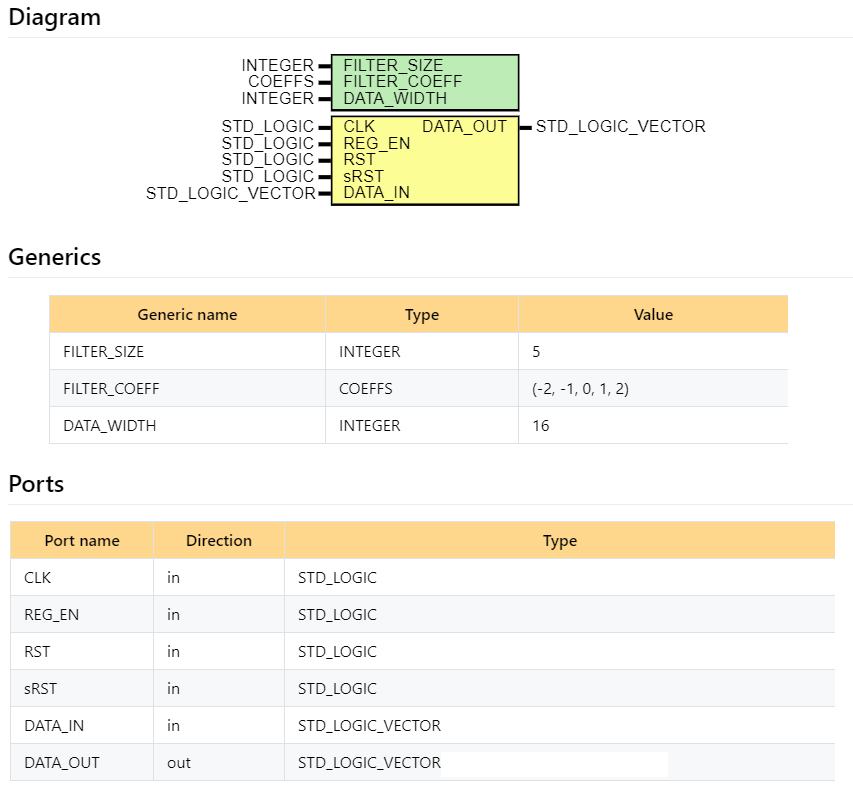 Diagram
INTEGER FILTER_SIZE
COEFFS FILTER_COEFF
INTEGER DATA_WIDTH
STD_LOGIC CLK DATA_OUT STD_LOGIC_VECTOR
STD_LOGIC REG_EN
STD_LOGIC RST
STD_LOGIC sRST
STD_LOGIC_VECTOR DATA_IN
Generics
Generic name Type Value
FILTER_SIZE INTEGER 5
FILTER_COEFF COEFFS (-2, -1, 0, 1, 2)
DATA_WIDTH INTEGER 16
Ports
Port name Direction Type
CLK in STD_LOGIC
REG_EN in STD_LOGIC
RST in STD_LOGIC
sRST in STD_LOGIC
DATA_IN in STD_LOGIC_VECTOR
DATA_OUT out STD_LOGIC_VECTOR